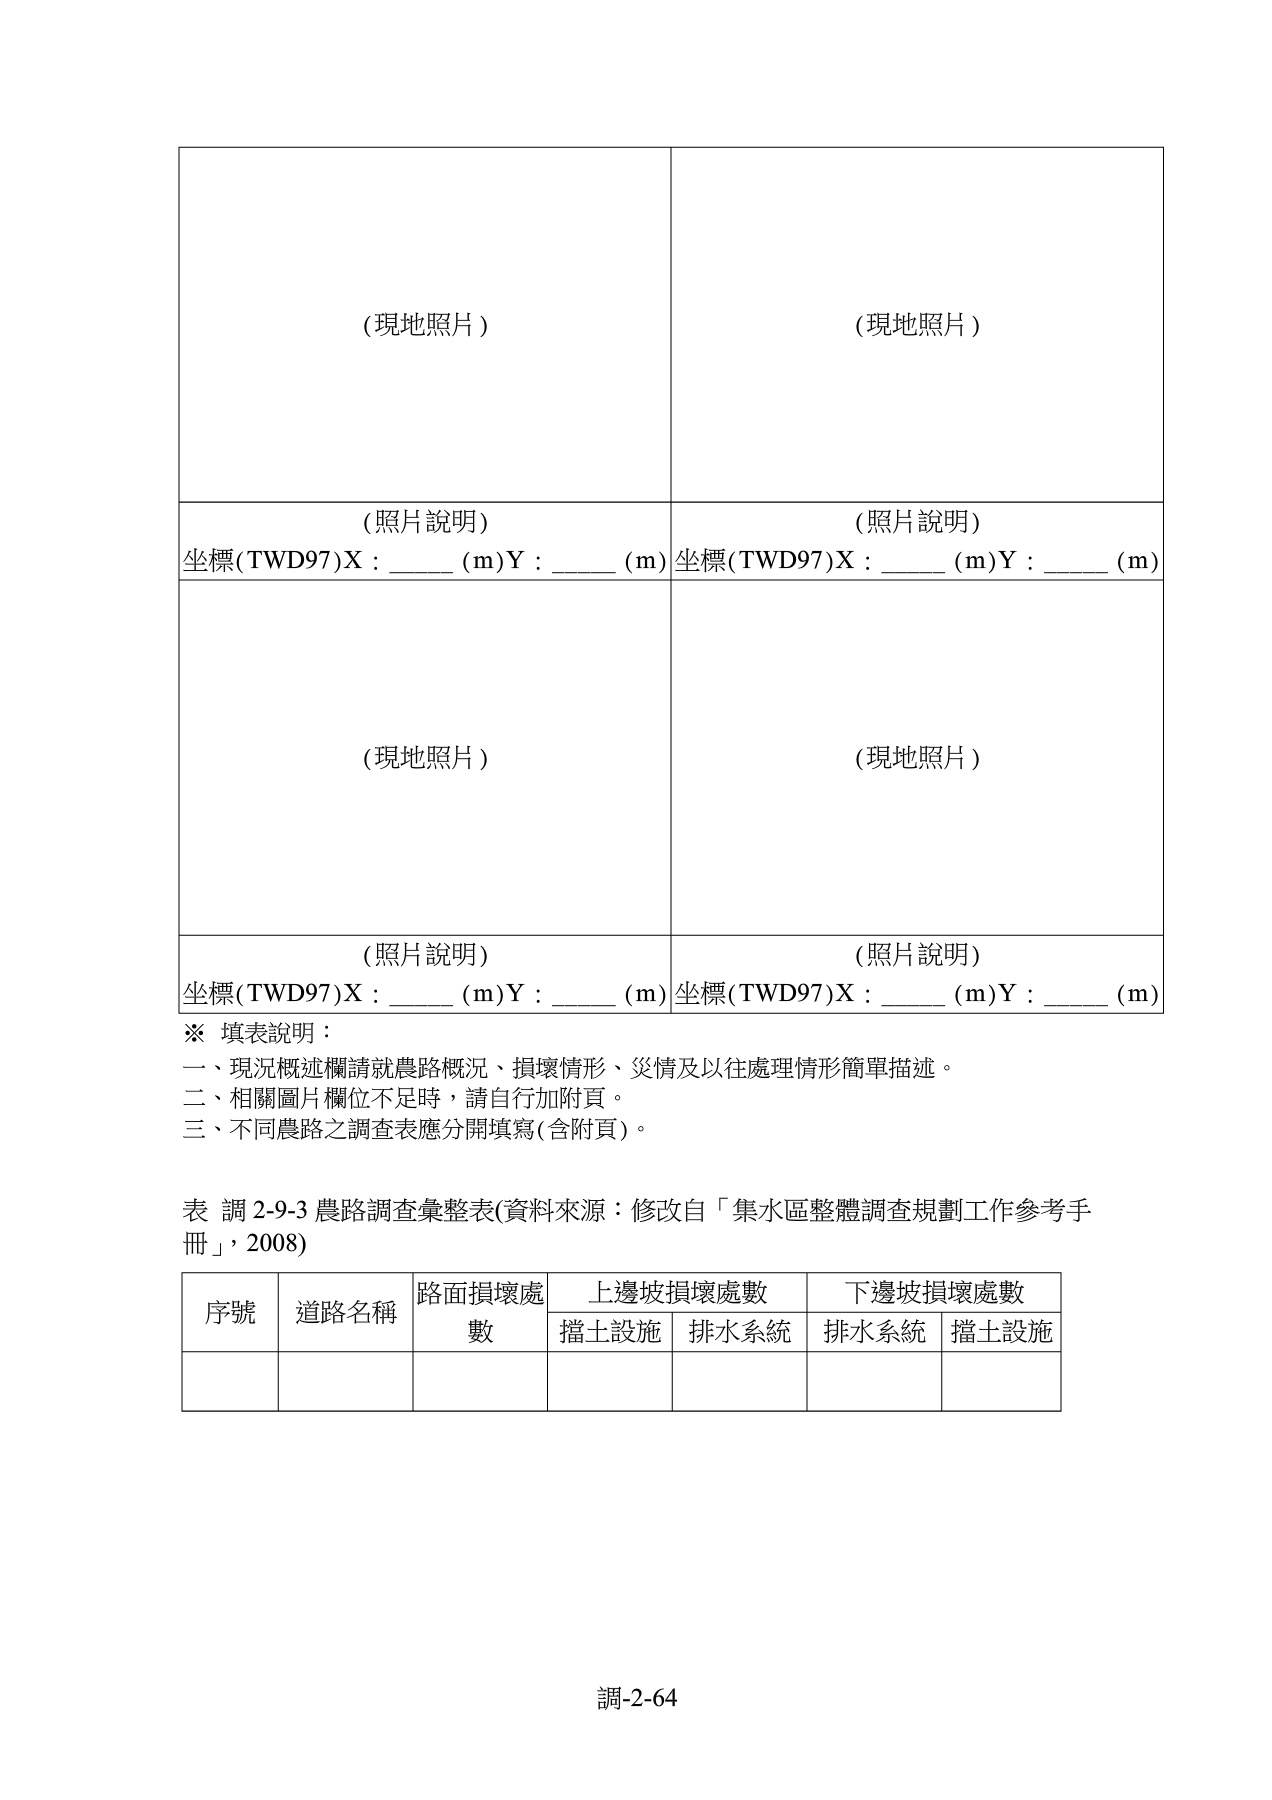 (現地照片) (現地照片)
(照片說明) (照片說明)
坐標(TWD97)X：_____ (m)Y：_____ (m) 坐標(TWD97)X：_____ (m)Y：_____ (m)
(現地照片) (現地照片)
(照片說明) (照片說明)
坐標(TWD97)X：_____ (m)Y：_____ (m) 坐標(TWD97)X：_____ (m)Y：_____ (m)
※ 填表說明：
一、現況概述欄請就農路概況、損壞情形、災情及以往處理情形簡單描述。
二、相關圖片欄位不足時，請自行加附頁。
三、不同農路之調查表應分開填寫(含附頁)。
表 調 2-9-3 農路調查彙整表(資料來源：修改自「集水區整體調查規劃工作參考手
冊」，2008)
序號 道路名稱 路面損壞處 上邊坡損壞處數 下邊坡損壞處數
數 擋土設施 排水系統 排水系統 擋土設施
調-2-64